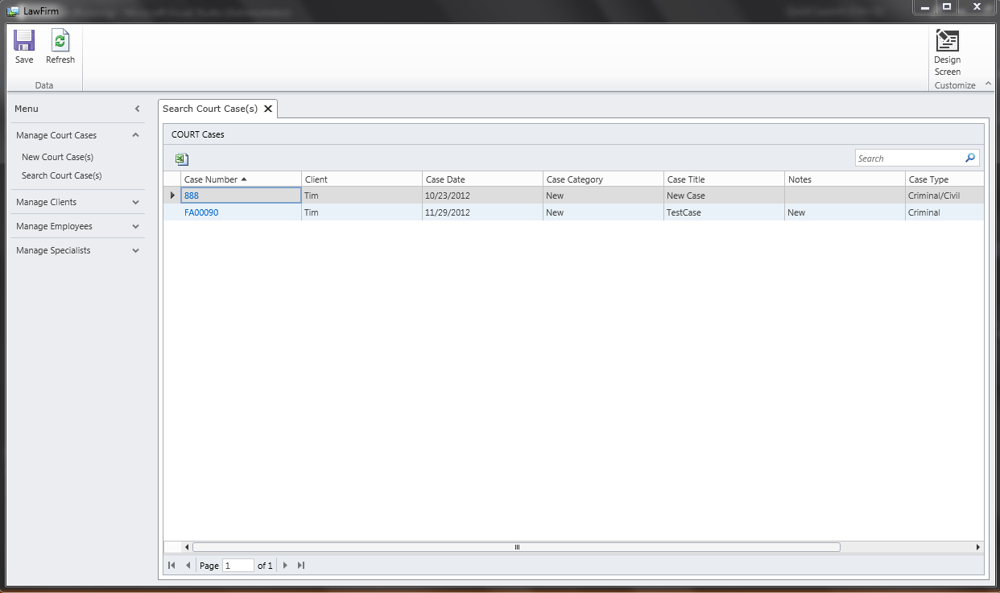 LawFirm
Save
Refresh
Data
Design
Screen
Customize
Menu
Manage Court Cases
New Court Case(s)
Search Court Case(s)
Manage Clients
Manage Employees
Manage Specialists
Search Court Case(s)
COURT Cases
Search
Case Number Client Case Date Case Category Case Title Notes Case Type
888 Tim 10/23/2012 New New Case Criminal/Civil
FA00090 Tim 11/29/2012 New TestCase New Criminal
Page 1 of 1